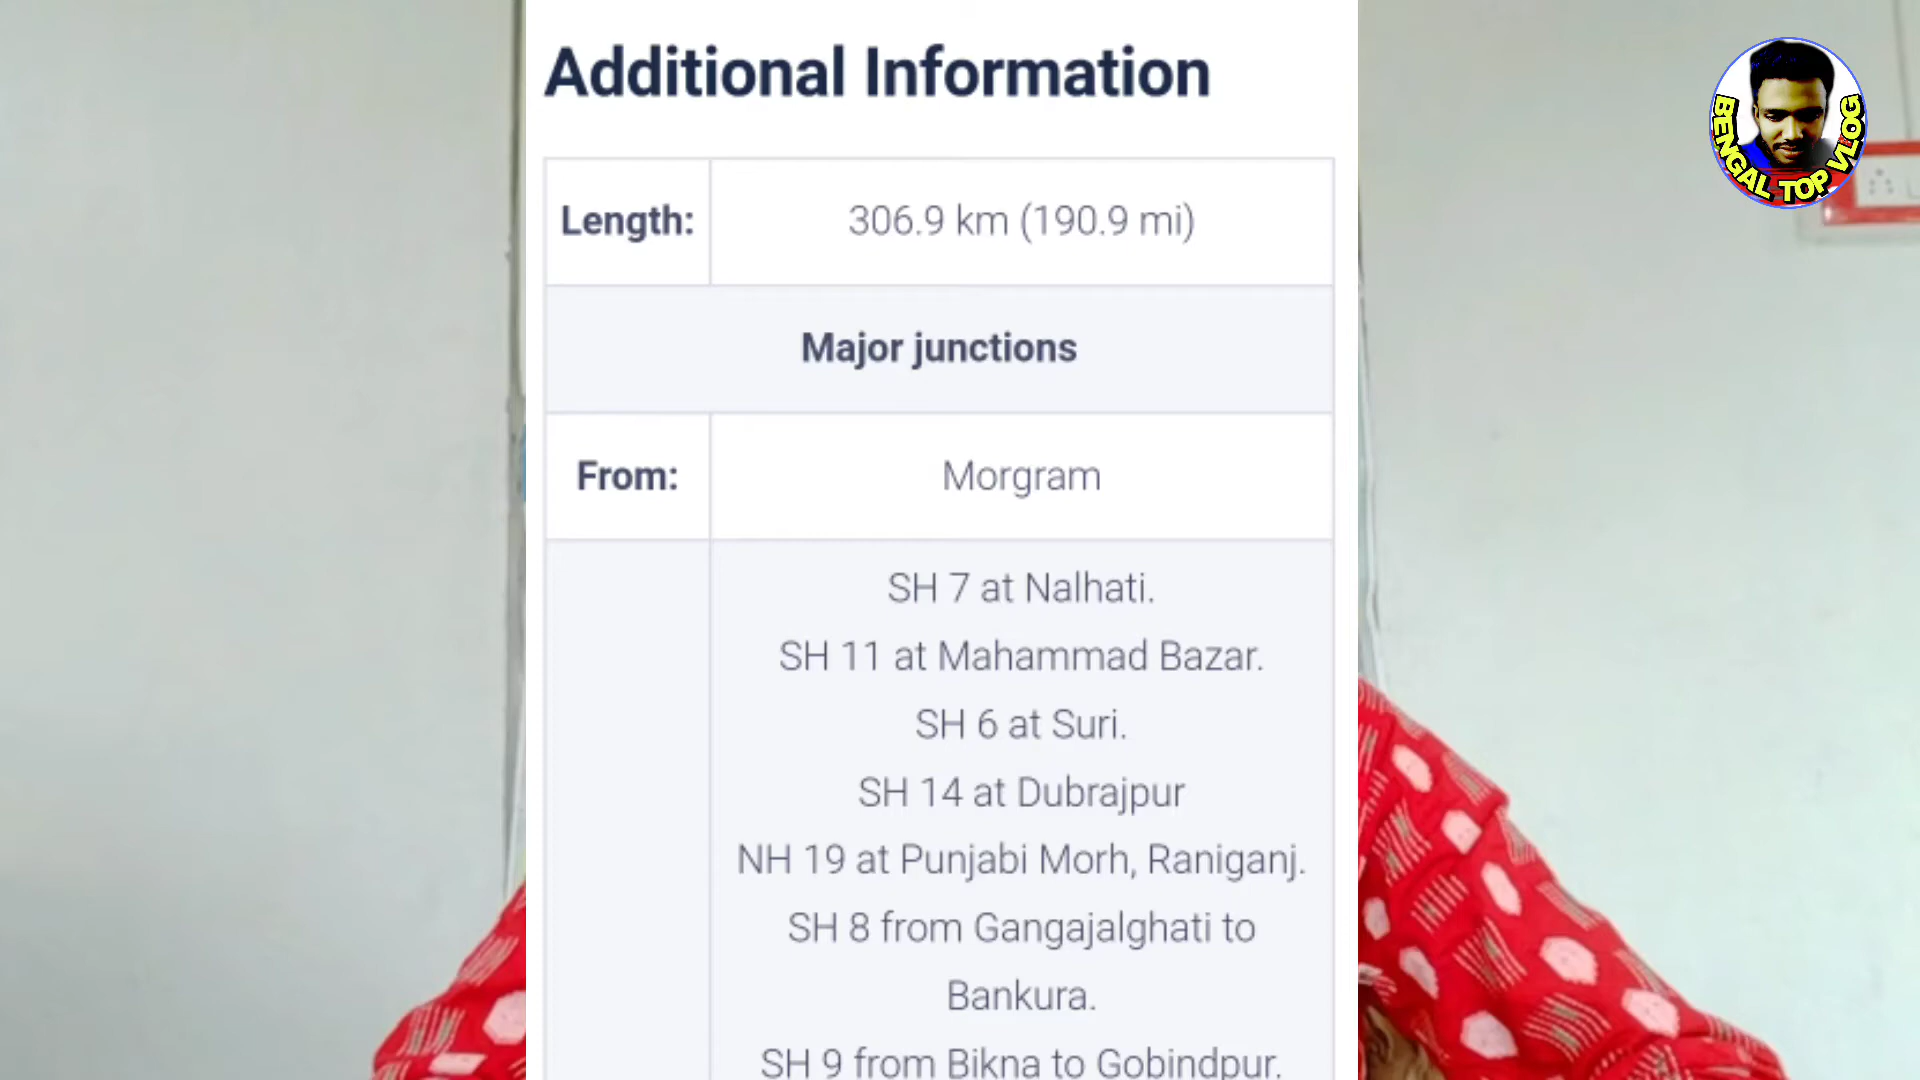 Additional Information
Length: 306.9 km (190.9 mi)
Major junctions
From: Morgram
SH 7 at Nalhati.
SH 11 at Mahammad Bazar.
SH 6 at Suri.
SH 14 at Dubrajpur
NH 19 at Punjabi Morh, Raniganj.
SH 8 from Gangajalghati to
Bankura.
SH 9 from Bikna to Gobindpur.
BENGAL TOP VLOG